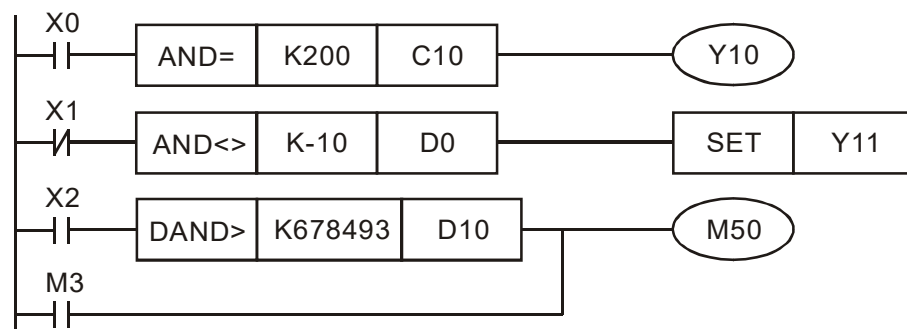 X0
AND= K200 C10 Y10
X1
AND<> K-10 D0 SET Y11
X2
DAND> K678493 D10 M50
M3